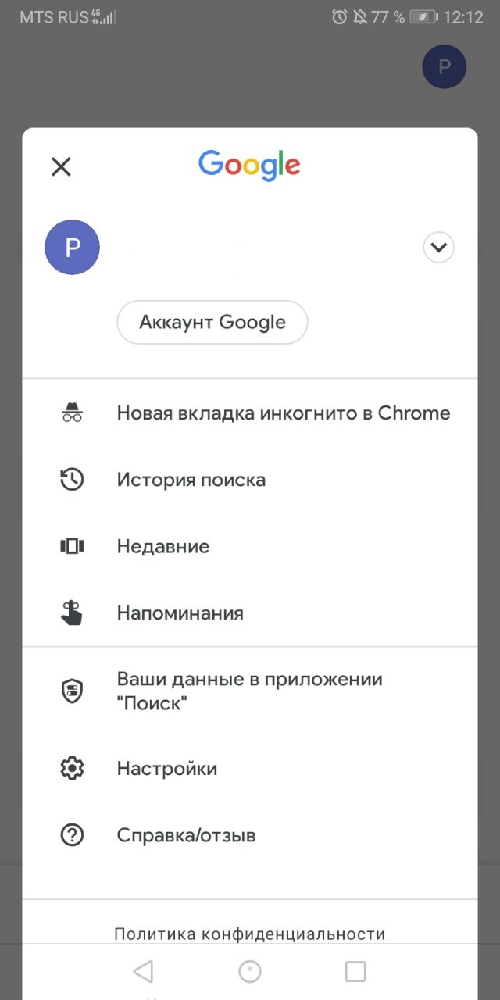 MTS RUS 4G 77 % 12:12
P
Google
P
Аккаунт Google
Новая вкладка инкогнито в Chrome
История поиска
Недавние
Напоминания
Ваши данные в приложении
"Поиск"
Настройки
Справка/отзыв
Политика конфиденциальности